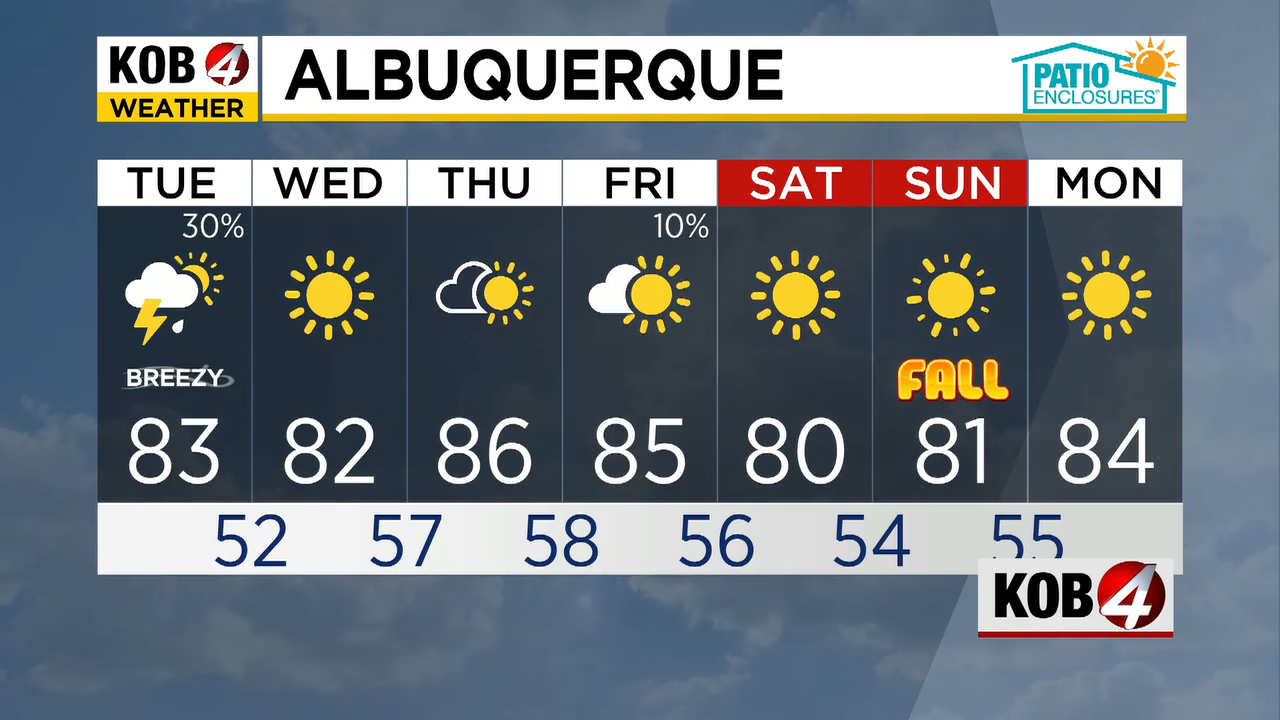 KOB 4
WEATHER
ALBUQUERQUE
PATIO
ENCLOSURES®
TUE WED THU FRI SAT SUN MON
30% 10%
BREEZY FALL
83 82 86 85 80 81 84
52 57 58 56 54 55
KOB 4